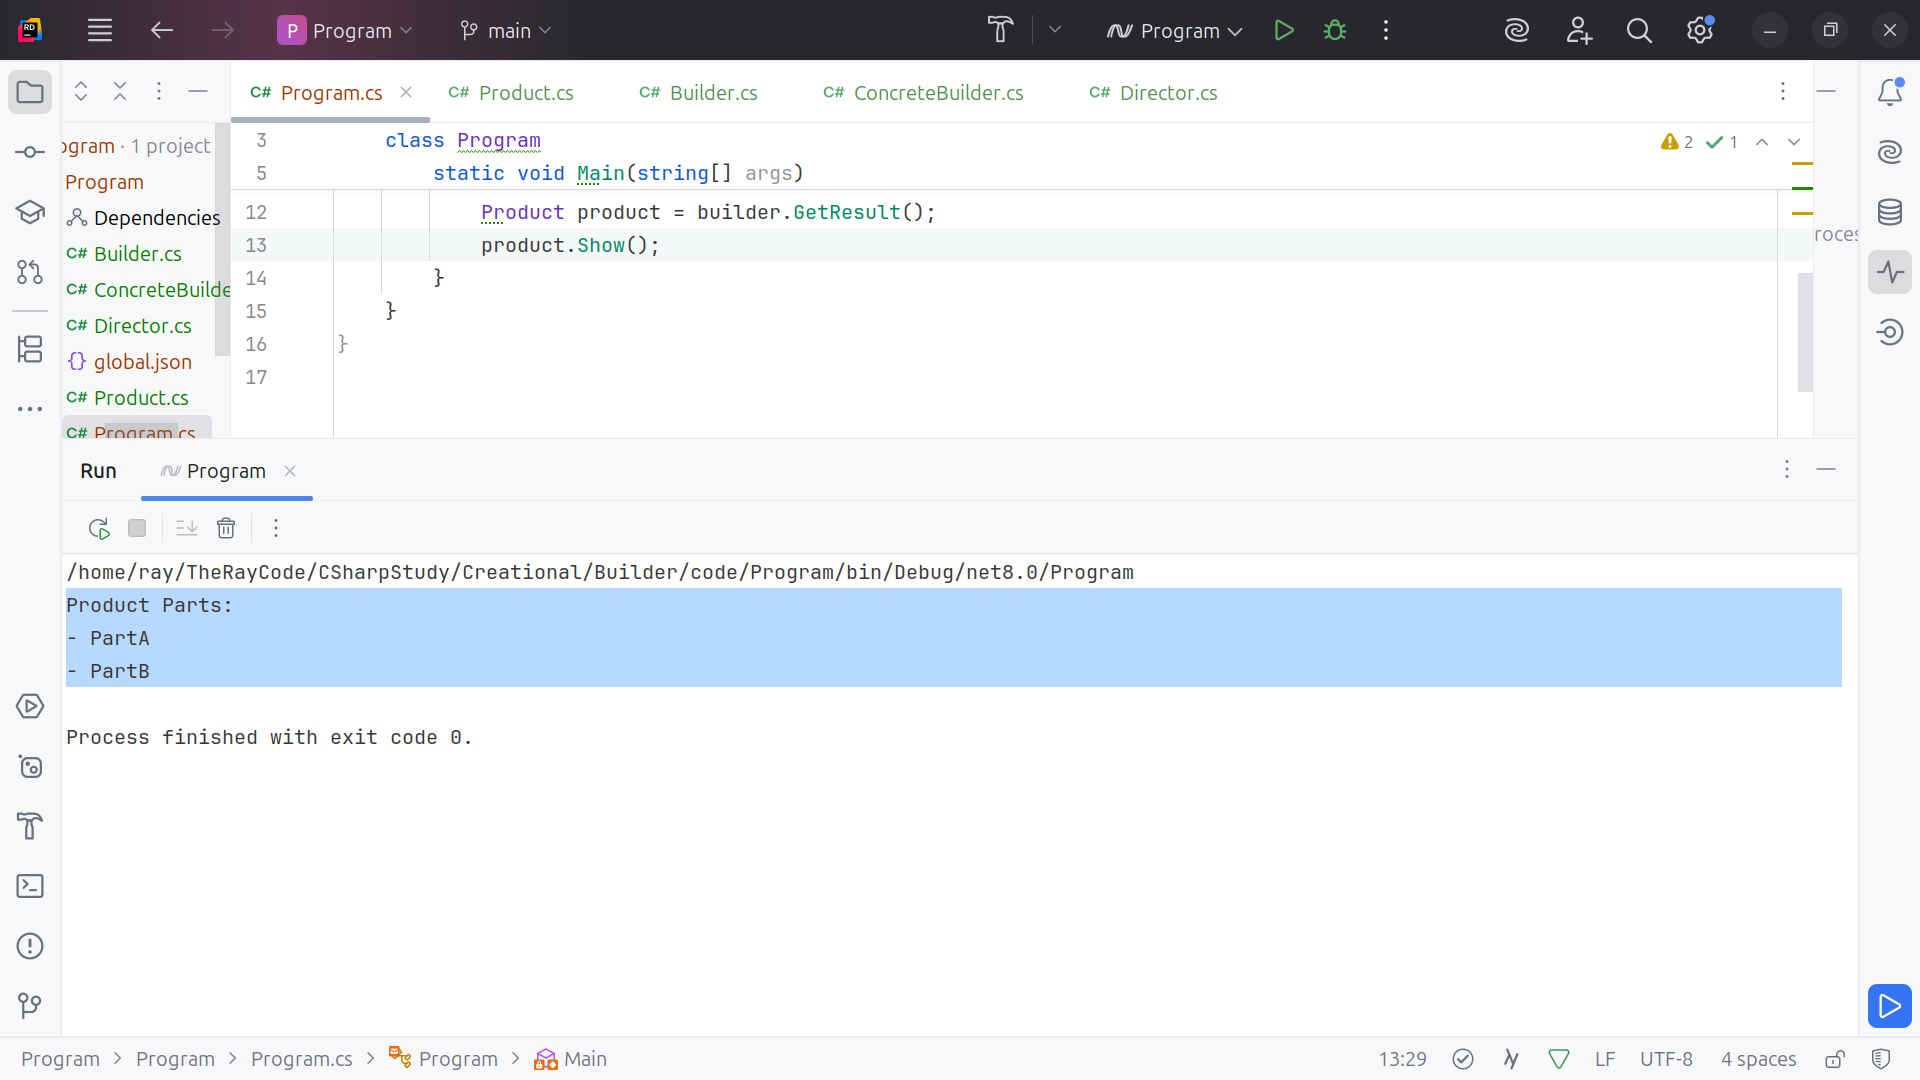 RD
P Program
main
Program
ogram · 1 project
Program
Dependencies
C# Builder.cs
C# ConcreteBuilde
C# Director.cs
{} global.json
C# Product.cs
C# Program.cs
C# Program.cs
C# Product.cs
C# Builder.cs
C# ConcreteBuilder.cs
C# Director.cs
3 class Program
5 static void Main(string[] args)
12 Product product = builder.GetResult();
13 product.Show();
14 }
15 }
16 }
17
2 1
roces
Run
Program
/home/ray/TheRayCode/CSharpStudy/Creational/Builder/code/Program/bin/Debug/net8.0/Program
Product Parts:
- PartA
- PartB
Process finished with exit code 0.
Program > Program > Program.cs > Program > Main
13:29
LF
UTF-8
4 spaces